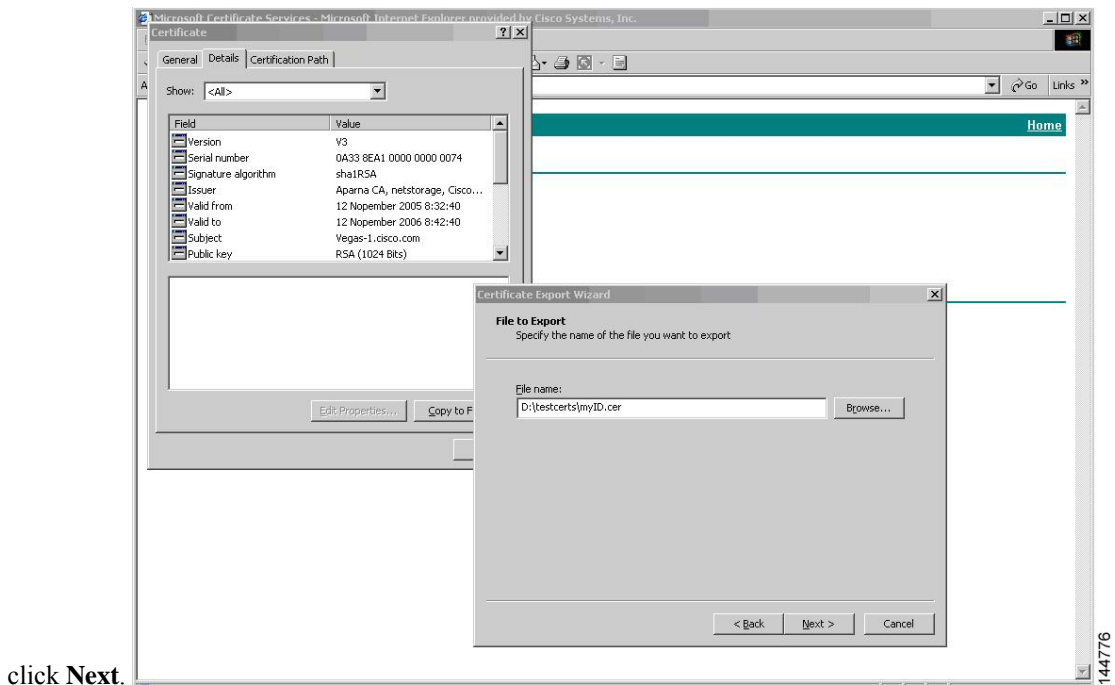 Microsoft Certificate Services - Microsoft Internet Explorer provided by Cisco Systems, Inc.
Certificate
General Details Certification Path
Go Links »
Show: <All>
Home
Field Value
Version V3
Serial number 0A33 8EA1 0000 0000 0074
Signature algorithm sha1RSA
Issuer Aparna CA, netstorage, Cisco...
Valid from 12 Nopember 2005 8:32:40
Valid to 12 Nopember 2006 8:42:40
Subject Vegas-1.cisco.com
Public key RSA (1024 Bits)
Edit Properties... Copy to F
Certificate Export Wizard
File to Export
Specify the name of the file you want to export
File name:
D:\testcerts\myID.cer Browse...
< Back Next > Cancel
144776
click Next.